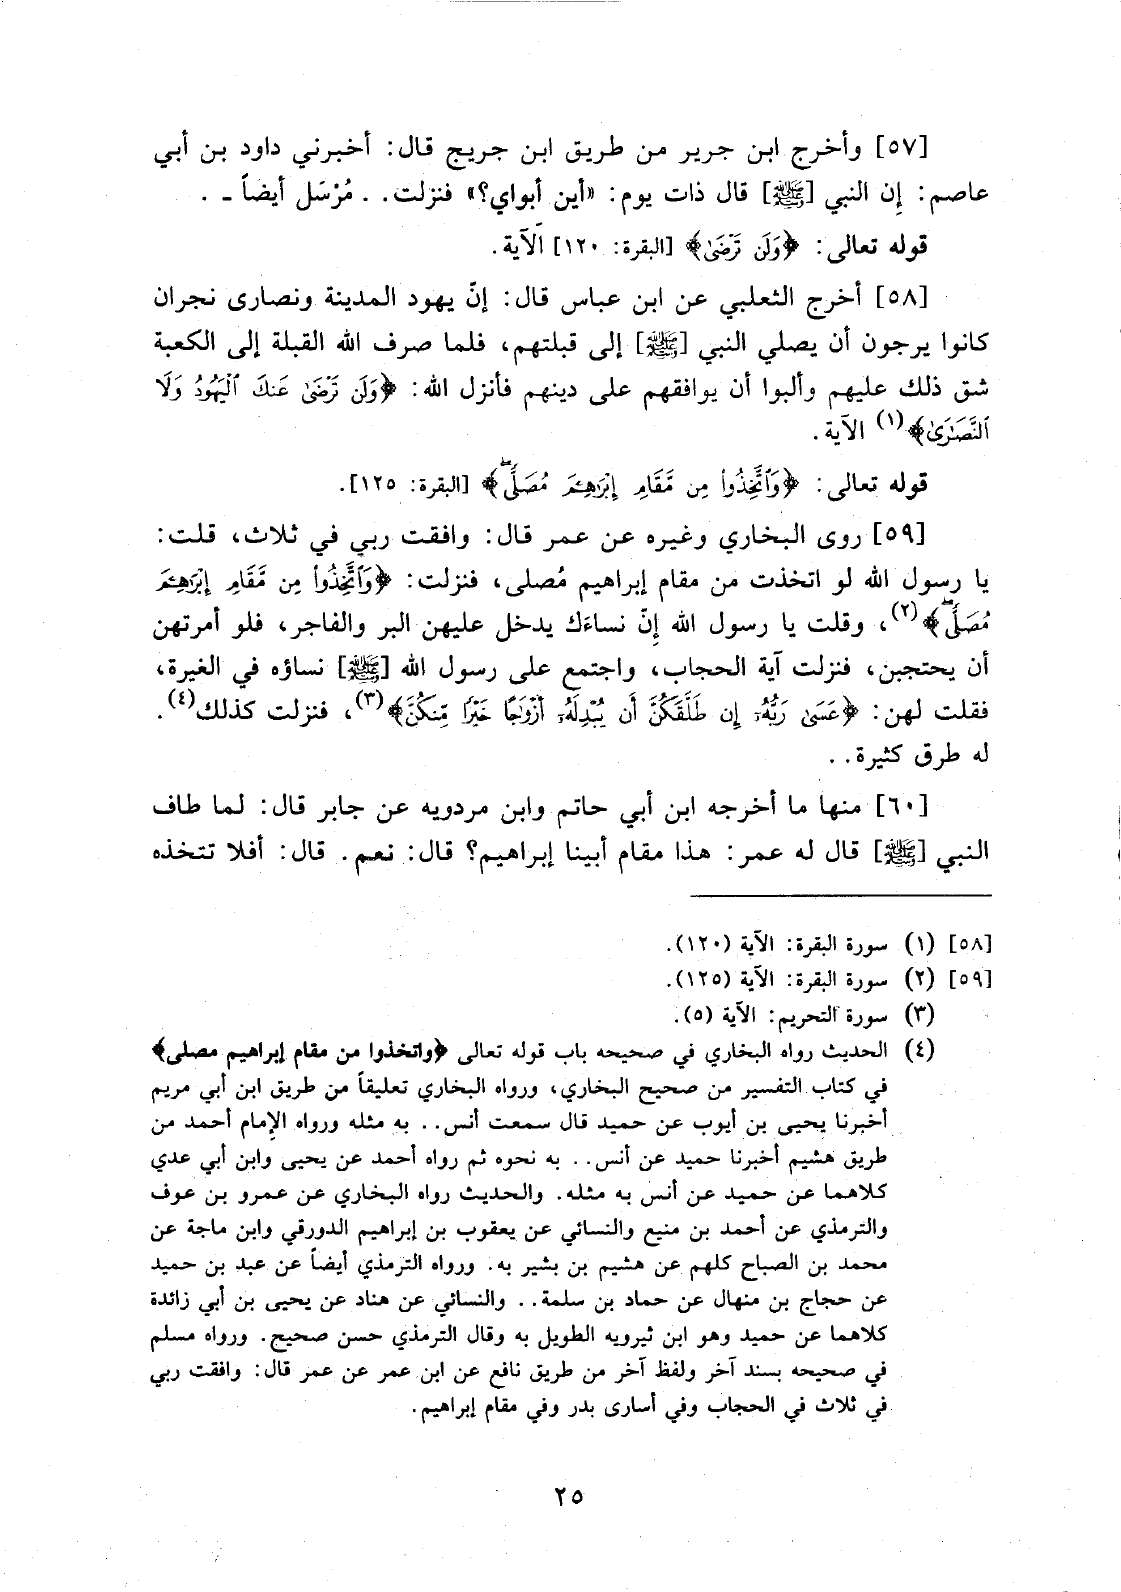 [٥٧] وأخرج ابن جرير من طريق ابن جريج قال: أخبرني داود بن أبي
عاصم: إن النبي [ﷺ] قال ذات يوم: «أين أبواي؟» فنزلت. . مُرْسَل أيضاً ـ .
قوله تعالى: ﴿وَلَن تَرْضَىٰ﴾ [البقرة: ١٢٠] الآية.
[٥٨] أخرج الثعلبي عن ابن عباس قال: إنّ يهود المدينة ونصارى نجران
كانوا يرجون أن يصلي النبي [ﷺ] إلى قبلتهم، فلما صرف الله القبلة إلى الكعبة
شق ذلك عليهم وألبوا أن يوافقهم على دينهم فأنزل الله: ﴿وَلَن تَرْضَىٰ عَنكَ ٱلْيَهُودُ وَلَا
ٱلنَّصَٰرَىٰ﴾(١) الآية.
قوله تعالى: ﴿وَٱتَّخِذُوا۟ مِن مَّقَامِ إِبْرَٰهِـۧمَ مُصَلًّى ۖ﴾ [البقرة: ١٢٥].
[٥٩] روى البخاري وغيره عن عمر قال: وافقت ربي في ثلاث، قلت:
يا رسول الله لو اتخذت من مقام إبراهيم مُصلى، فنزلت: ﴿وَٱتَّخِذُوا۟ مِن مَّقَامِ إِبْرَٰهِـۧمَ
مُصَلًّى ۖ﴾(٢)، وقلت يا رسول الله إنّ نساءَك يدخل عليهن البر والفاجر، فلو أمرتهن
أن يحتجبن، فنزلت آية الحجاب، واجتمع على رسول الله [ﷺ] نساؤه في الغيرة،
فقلت لهن: ﴿عَسَىٰ رَبُّهُۥٓ إِن طَلَّقَكُنَّ أَن يُبْدِلَهُۥٓ أَزْوَٰجًا خَيْرًا مِّنكُنَّ﴾(٣)، فنزلت كذلك(٤).
له طرق كثيرة. .
[٦٠] منها ما أخرجه ابن أبي حاتم وابن مردويه عن جابر قال: لما طاف
النبي [ﷺ] قال له عمر: هذا مقام أبينا إبراهيم؟ قال: نعم. قال: أفلا تتخذه
[٥٨] (١) سورة البقرة: الآية (١٢٠).
[٥٩] (٢) سورة البقرة: الآية (١٢٥).
(٣) سورة التحريم: الآية (٥).
(٤) الحديث رواه البخاري في صحيحه باب قوله تعالى ﴿واتخذوا من مقام إبراهيم مصلى﴾
في كتاب التفسير من صحيح البخاري، ورواه البخاري تعليقاً من طريق ابن أبي مريم
أخبرنا يحيى بن أيوب عن حميد قال سمعت أنس. . به مثله ورواه الإمام أحمد من
طريق هشيم أخبرنا حميد عن أنس. . به نحوه ثم رواه أحمد عن يحيى وابن أبي عدي
كلاهما عن حميد عن أنس به مثله. والحديث رواه البخاري عن عمرو بن عوف
والترمذي عن أحمد بن منيع والنسائي عن يعقوب بن إبراهيم الدورقي وابن ماجة عن
محمد بن الصباح كلهم عن هشيم بن بشير به. ورواه الترمذي أيضاً عن عبد بن حميد
عن حجاج بن منهال عن حماد بن سلمة. . والنسائي عن هناد عن يحيى بن أبي زائدة
كلاهما عن حميد وهو ابن ثيرويه الطويل به وقال الترمذي حسن صحيح. ورواه مسلم
في صحيحه بسند آخر ولفظ آخر من طريق نافع عن ابن عمر عن عمر قال: وافقت ربي
في ثلاث في الحجاب وفي أسارى بدر وفي مقام إبراهيم.
٢٥